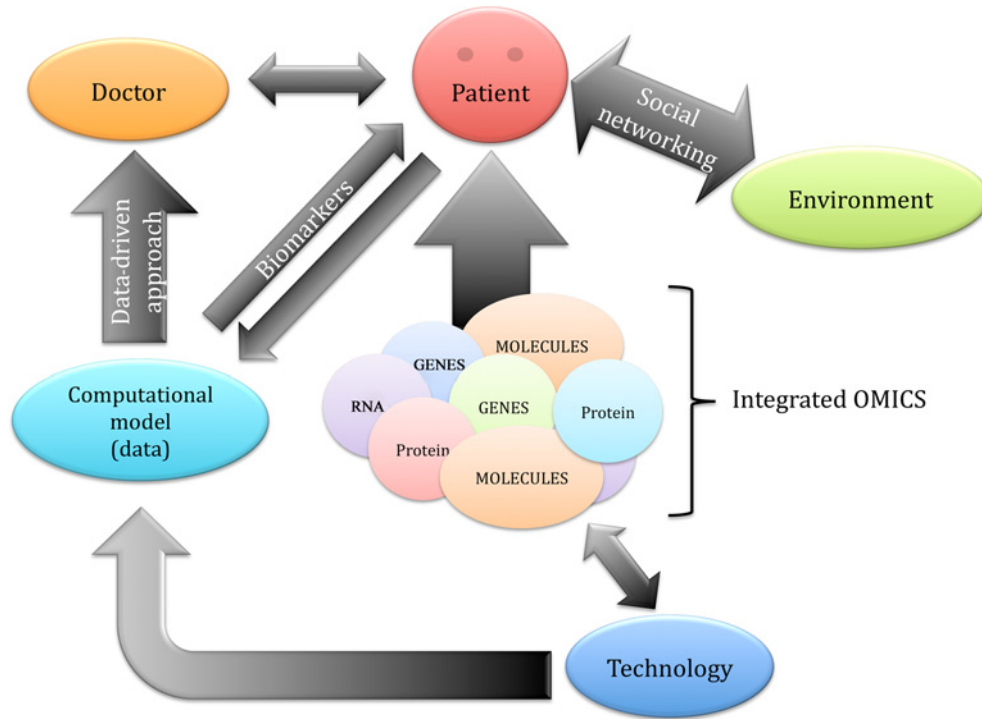 Doctor
Patient
Social
networking
Environment
Data-driven
approach
Biomarkers
MOLECULES
GENES
RNA
GENES
Protein
Protein
MOLECULES
Integrated OMICS
Computational
model
(data)
Technology